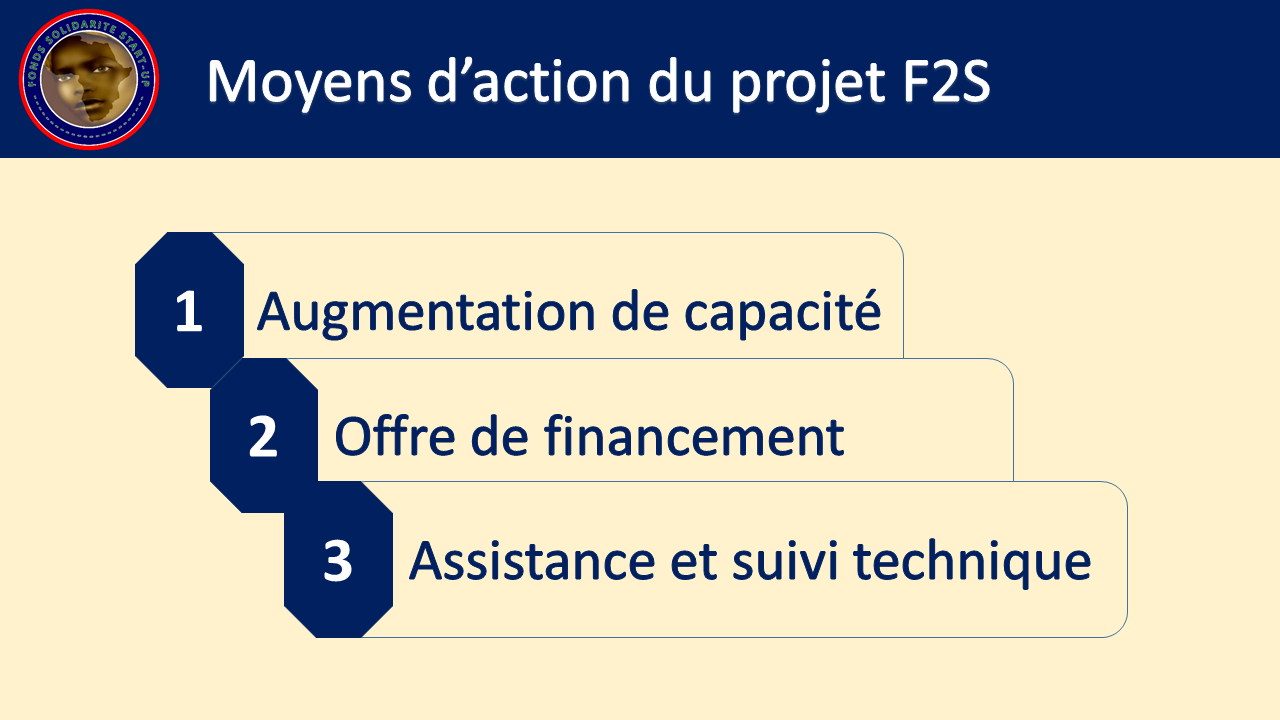 FONDS SOLIDARITE START-UP
Moyens d’action du projet F2S
1
Augmentation de capacité
2
Offre de financement
3
Assistance et suivi technique